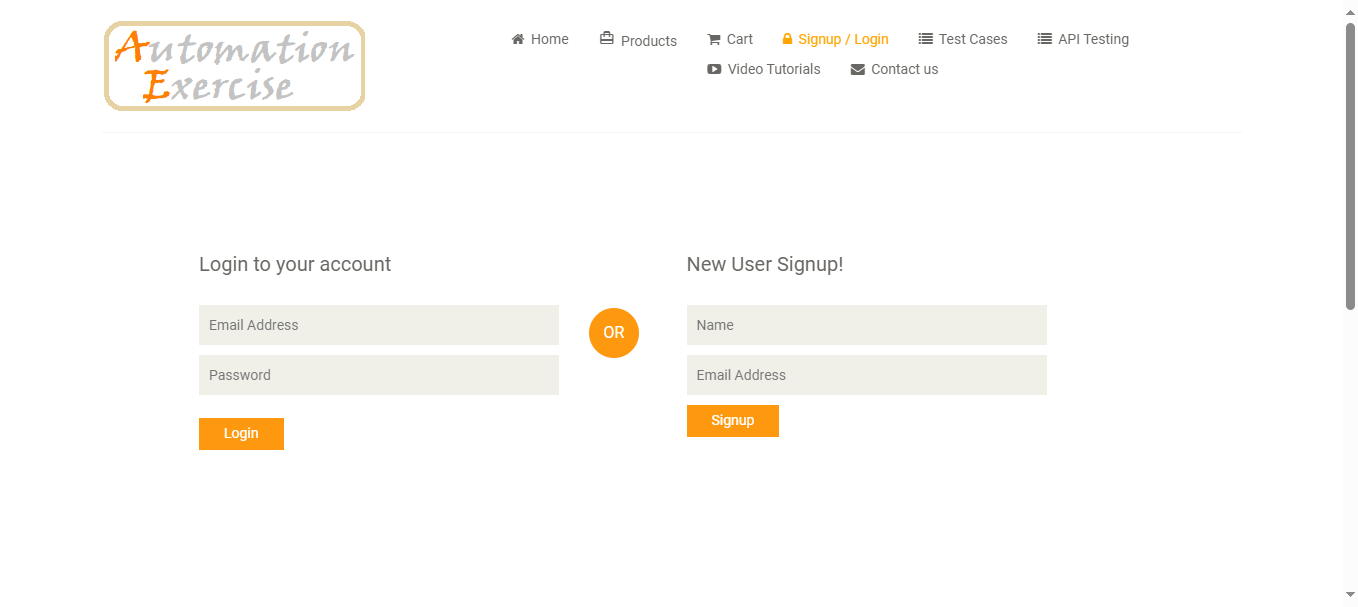 Automation
Exercise
Home
Products
Cart
Signup / Login
Test Cases
API Testing
Video Tutorials
Contact us
Login to your account
Email Address
Password
Login
OR
New User Signup!
Name
Email Address
Signup